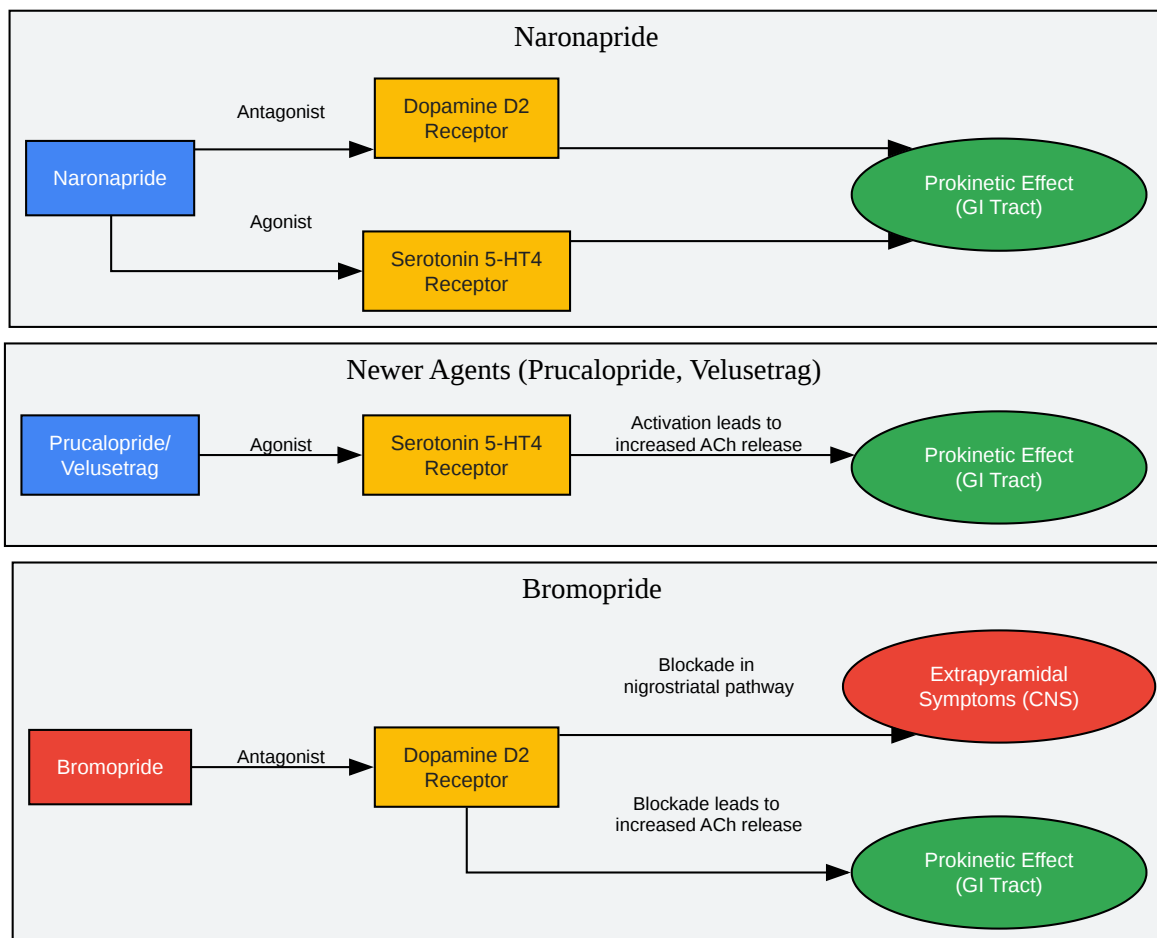 Naronapride
Antagonist
Dopamine D2
Receptor
Naronapride
Prokinetic Effect
(GI Tract)
Agonist
Serotonin 5-HT4
Receptor
Newer Agents (Prucalopride, Velusetrag)
Prucalopride/
Velusetrag
Agonist
Serotonin 5-HT4
Receptor
Activation leads to
increased ACh release
Prokinetic Effect
(GI Tract)
Bromopride
Bromopride
Antagonist
Dopamine D2
Receptor
Blockade in
nigrostriatal pathway
Extrapyramidal
Symptoms (CNS)
Blockade leads to
increased ACh release
Prokinetic Effect
(GI Tract)